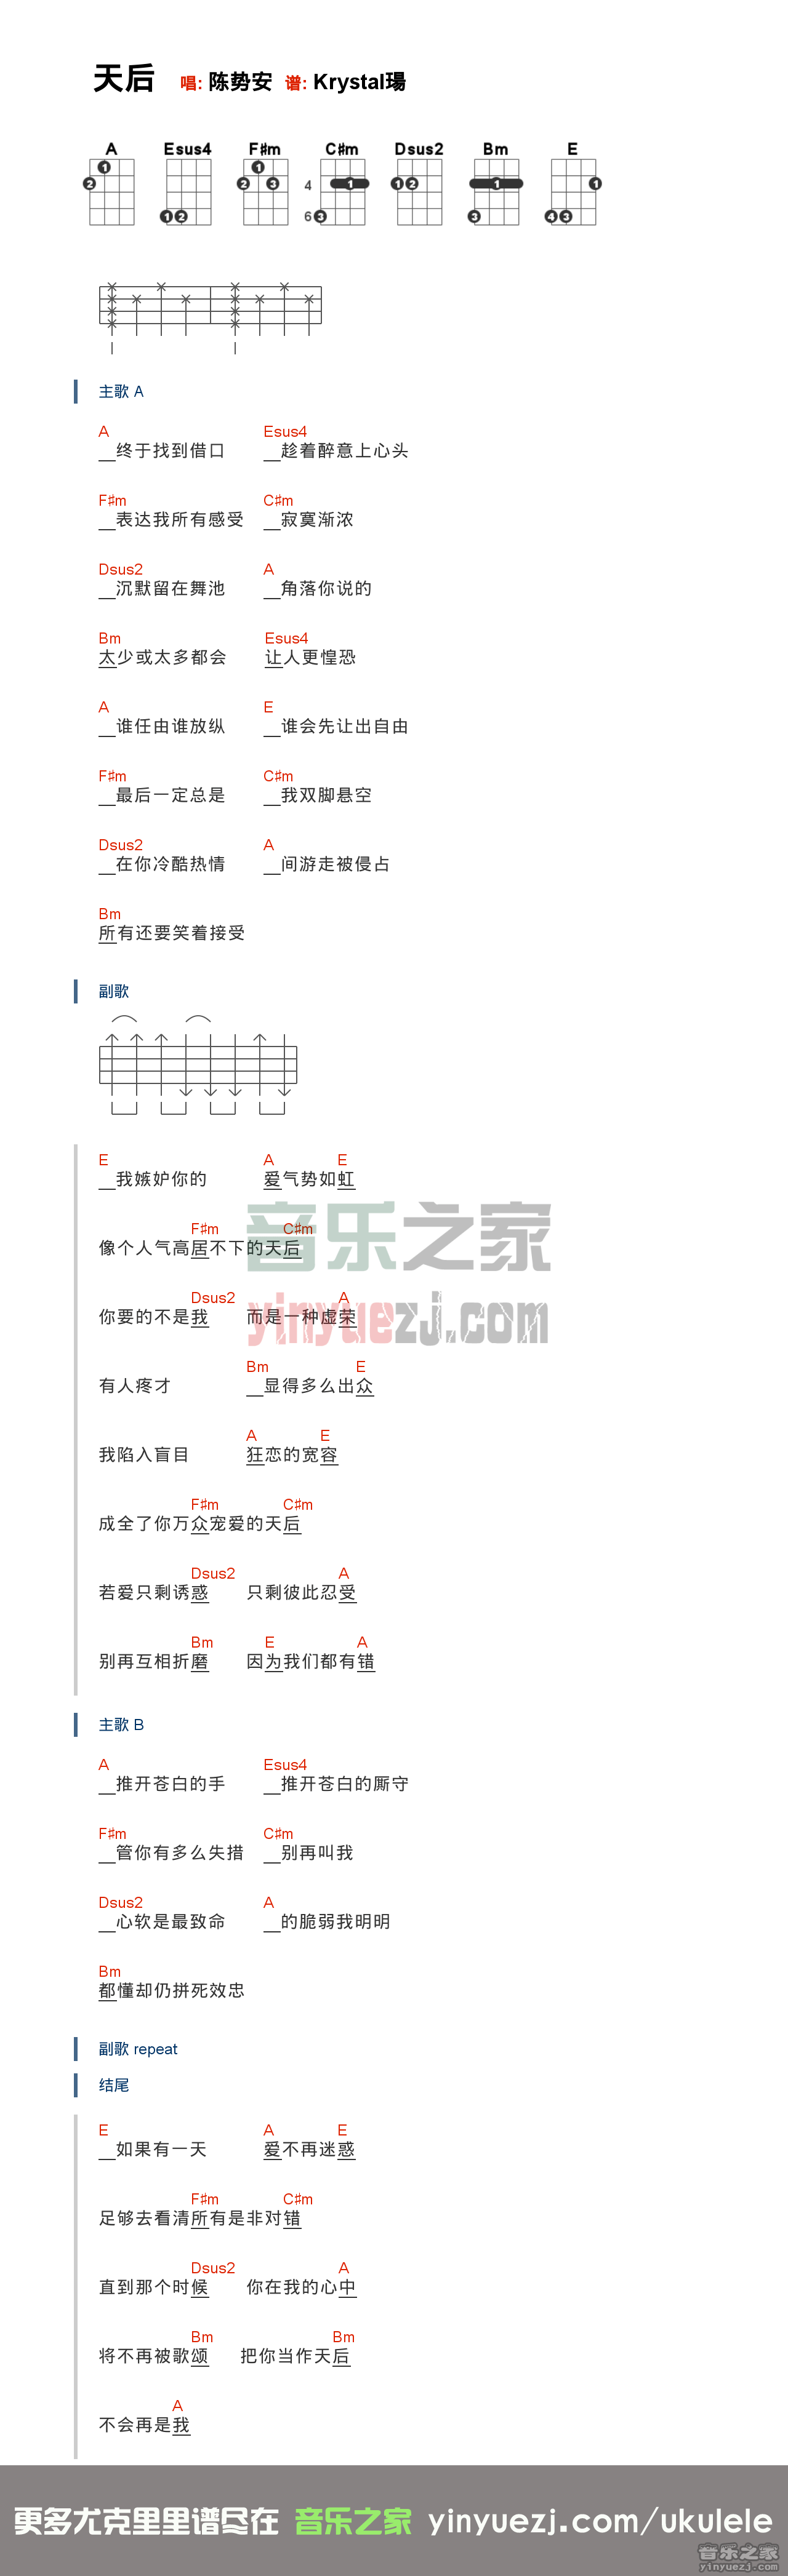 天后 唱: 陈势安 谱: Krystal瑒
A Esus4 F♯m C♯m Dsus2 Bm E
1 1 4 1 1 2 1 1
2 2 3
1 2 6 3 3 4 3
主歌 A
A Esus4
__终于找到借口 __趁着醉意上心头
F♯m C♯m
__表达我所有感受 __寂寞渐浓
Dsus2 A
__沉默留在舞池 __角落你说的
Bm Esus4
太少或太多都会 让人更惶恐
A E
__谁任由谁放纵 __谁会先让出自由
F♯m C♯m
__最后一定总是 __我双脚悬空
Dsus2 A
__在你冷酷热情 __间游走被侵占
Bm
所有还要笑着接受
副歌
E A E
__我嫉妒你的 爱气势如虹
F♯m C♯m
像个人气高居不下的天后
Dsus2 A
你要的不是我 而是一种虚荣
Bm E
有人疼才 __显得多么出众
A E
我陷入盲目 狂恋的宽容
F♯m C♯m
成全了你万众宠爱的天后
Dsus2 A
若爱只剩诱惑 只剩彼此忍受
Bm E A
别再互相折磨 因为我们都有错
音乐之家
yinyuezj.com
主歌 B
A Esus4
__推开苍白的手 __推开苍白的厮守
F♯m C♯m
__管你有多么失措 __别再叫我
Dsus2 A
__心软是最致命 __的脆弱我明明
Bm
都懂却仍拼死效忠
副歌 repeat
结尾
E A E
__如果有一天 爱不再迷惑
F♯m C♯m
足够去看清所有是非对错
Dsus2 A
直到那个时候 你在我的心中
Bm Bm
将不再被歌颂 把你当作天后
A
不会再是我
更多尤克里里谱尽在 音乐之家 yinyuezj.com/ukulele
音乐之家
yinyuezj.com